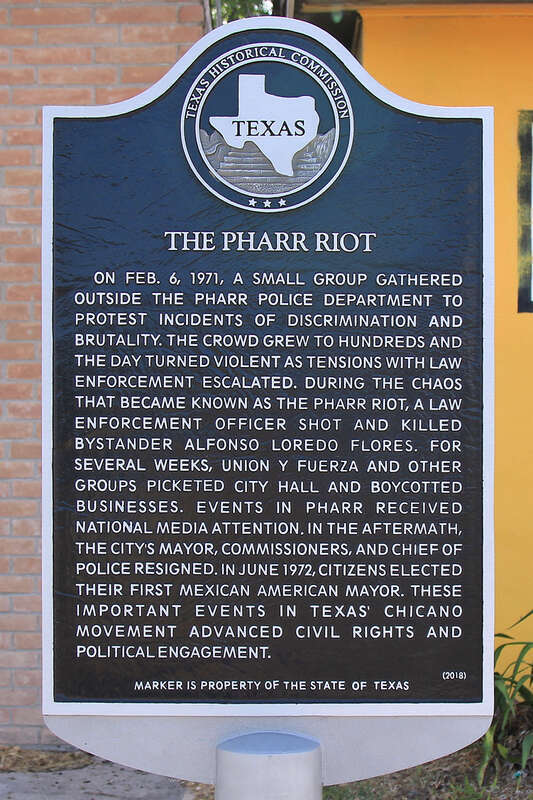 TEXAS HISTORICAL COMMISSION
TEXAS
THE PHARR RIOT
ON FEB. 6, 1971, A SMALL GROUP GATHERED
OUTSIDE THE PHARR POLICE DEPARTMENT TO
PROTEST INCIDENTS OF DISCRIMINATION AND
BRUTALITY. THE CROWD GREW TO HUNDREDS AND
THE DAY TURNED VIOLENT AS TENSIONS WITH LAW
ENFORCEMENT ESCALATED. DURING THE CHAOS
THAT BECAME KNOWN AS THE PHARR RIOT, A LAW
ENFORCEMENT OFFICER SHOT AND KILLED
BYSTANDER ALFONSO LOREDO FLORES. FOR
SEVERAL WEEKS, UNION Y FUERZA AND OTHER
GROUPS PICKETED CITY HALL AND BOYCOTTED
BUSINESSES. EVENTS IN PHARR RECEIVED
NATIONAL MEDIA ATTENTION. IN THE AFTERMATH,
THE CITY'S MAYOR, COMMISSIONERS, AND CHIEF OF
POLICE RESIGNED. IN JUNE 1972, CITIZENS ELECTED
THEIR FIRST MEXICAN AMERICAN MAYOR. THESE
IMPORTANT EVENTS IN TEXAS' CHICANO
MOVEMENT ADVANCED CIVIL RIGHTS AND
POLITICAL ENGAGEMENT.
(2018)
MARKER IS PROPERTY OF THE STATE OF TEXAS